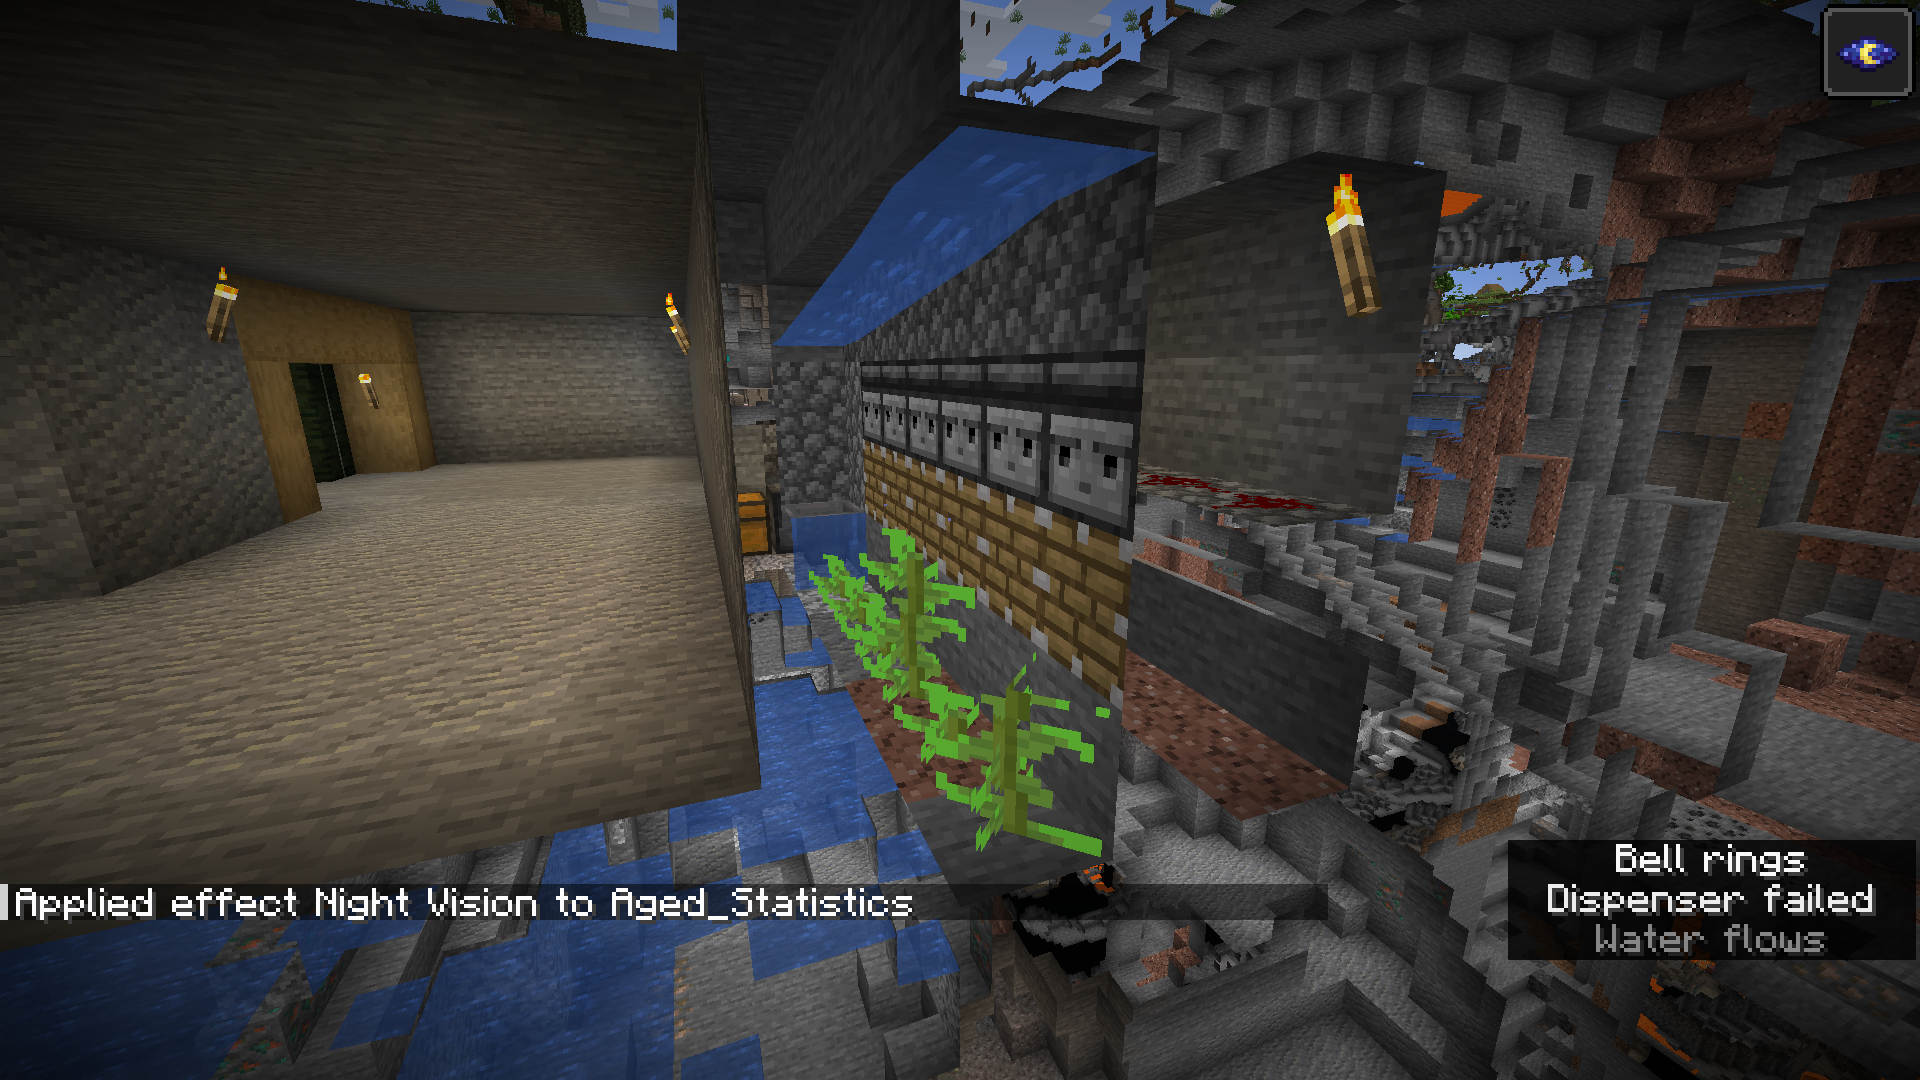 Applied effect Night Vision to Aged_Statistics
Bell rings
Dispenser failed
Water flows